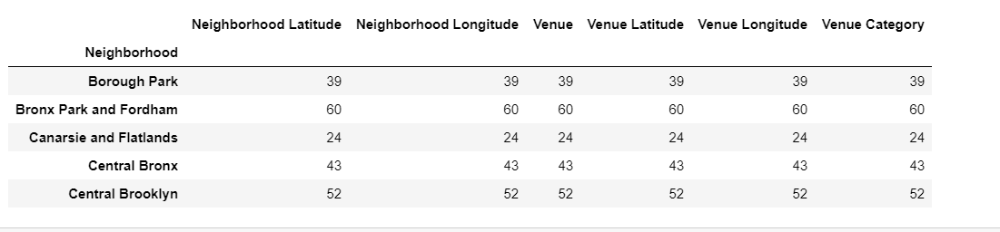 Neighborhood Latitude Neighborhood Longitude Venue Venue Latitude Venue Longitude Venue Category
Neighborhood
Borough Park 39 39 39 39 39 39
Bronx Park and Fordham 60 60 60 60 60 60
Canarsie and Flatlands 24 24 24 24 24 24
Central Bronx 43 43 43 43 43 43
Central Brooklyn 52 52 52 52 52 52